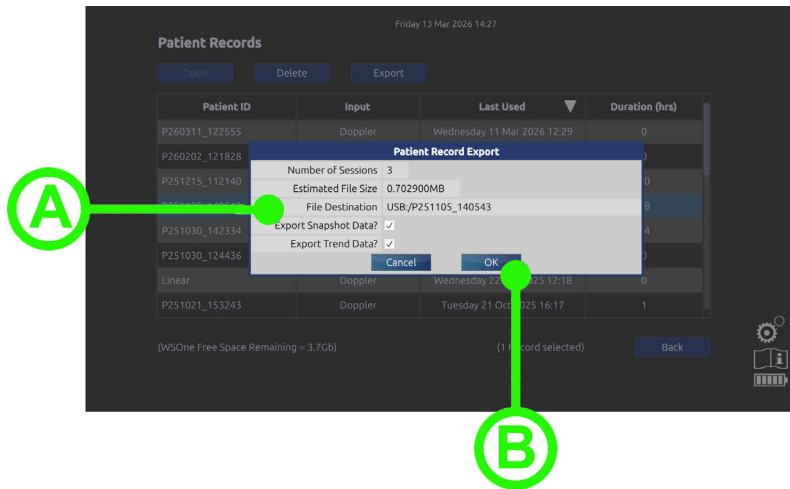 Friday 13 Mar 2026 14:27
Patient Records
Open Delete Export
Patient ID Input Last Used Duration (hrs)
P260311_122555 Doppler Wednesday 11 Mar 2026 12:29 0
P260202_121828
Patient Record Export
Number of Sessions 3
P251215_112140
Estimated File Size 0.702900MB
File Destination USB:/P251105_140543
8
A
P251030_142334
Export Snapshot Data?
4
Export Trend Data?
P251030_124436
Cancel OK
Linear Doppler Wednesday 22 25 12:18 0
P251021_153243 Doppler Tuesday 21 Oct 2025 16:17 1
(WSOne Free Space Remaining = 3.7Gb) (1 Record selected) Back
i
B